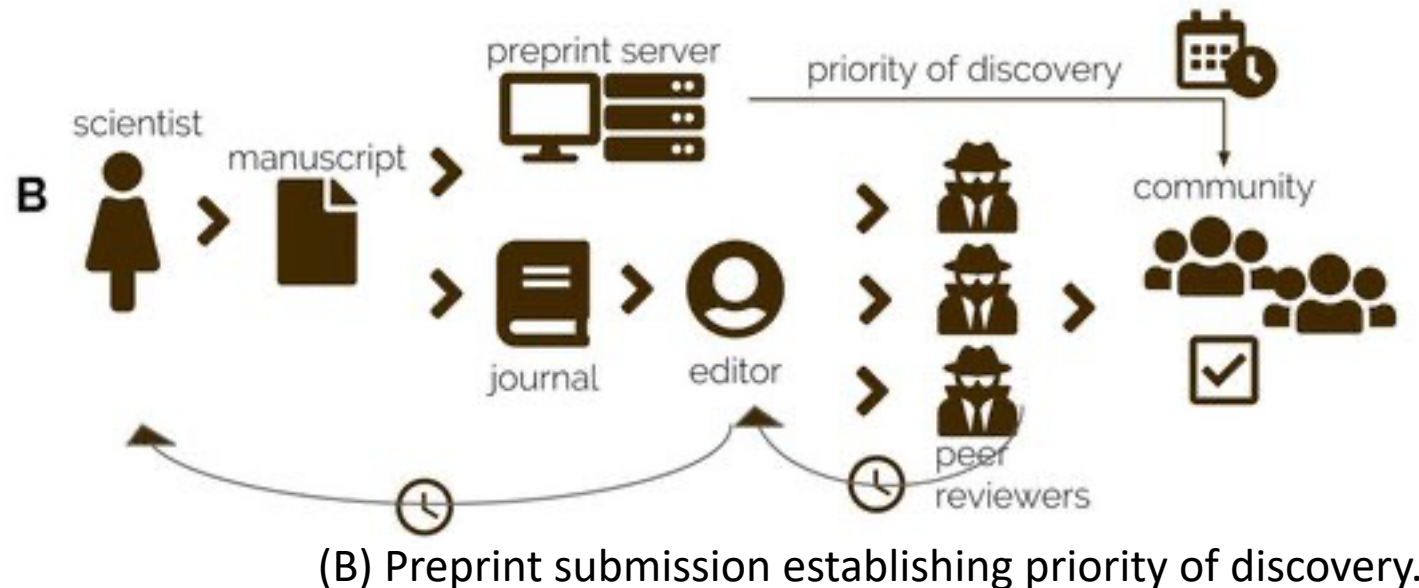 preprint server
priority of discovery
scientist
manuscript
B
community
journal
editor
peer
reviewers
(B) Preprint submission establishing priority of discovery.